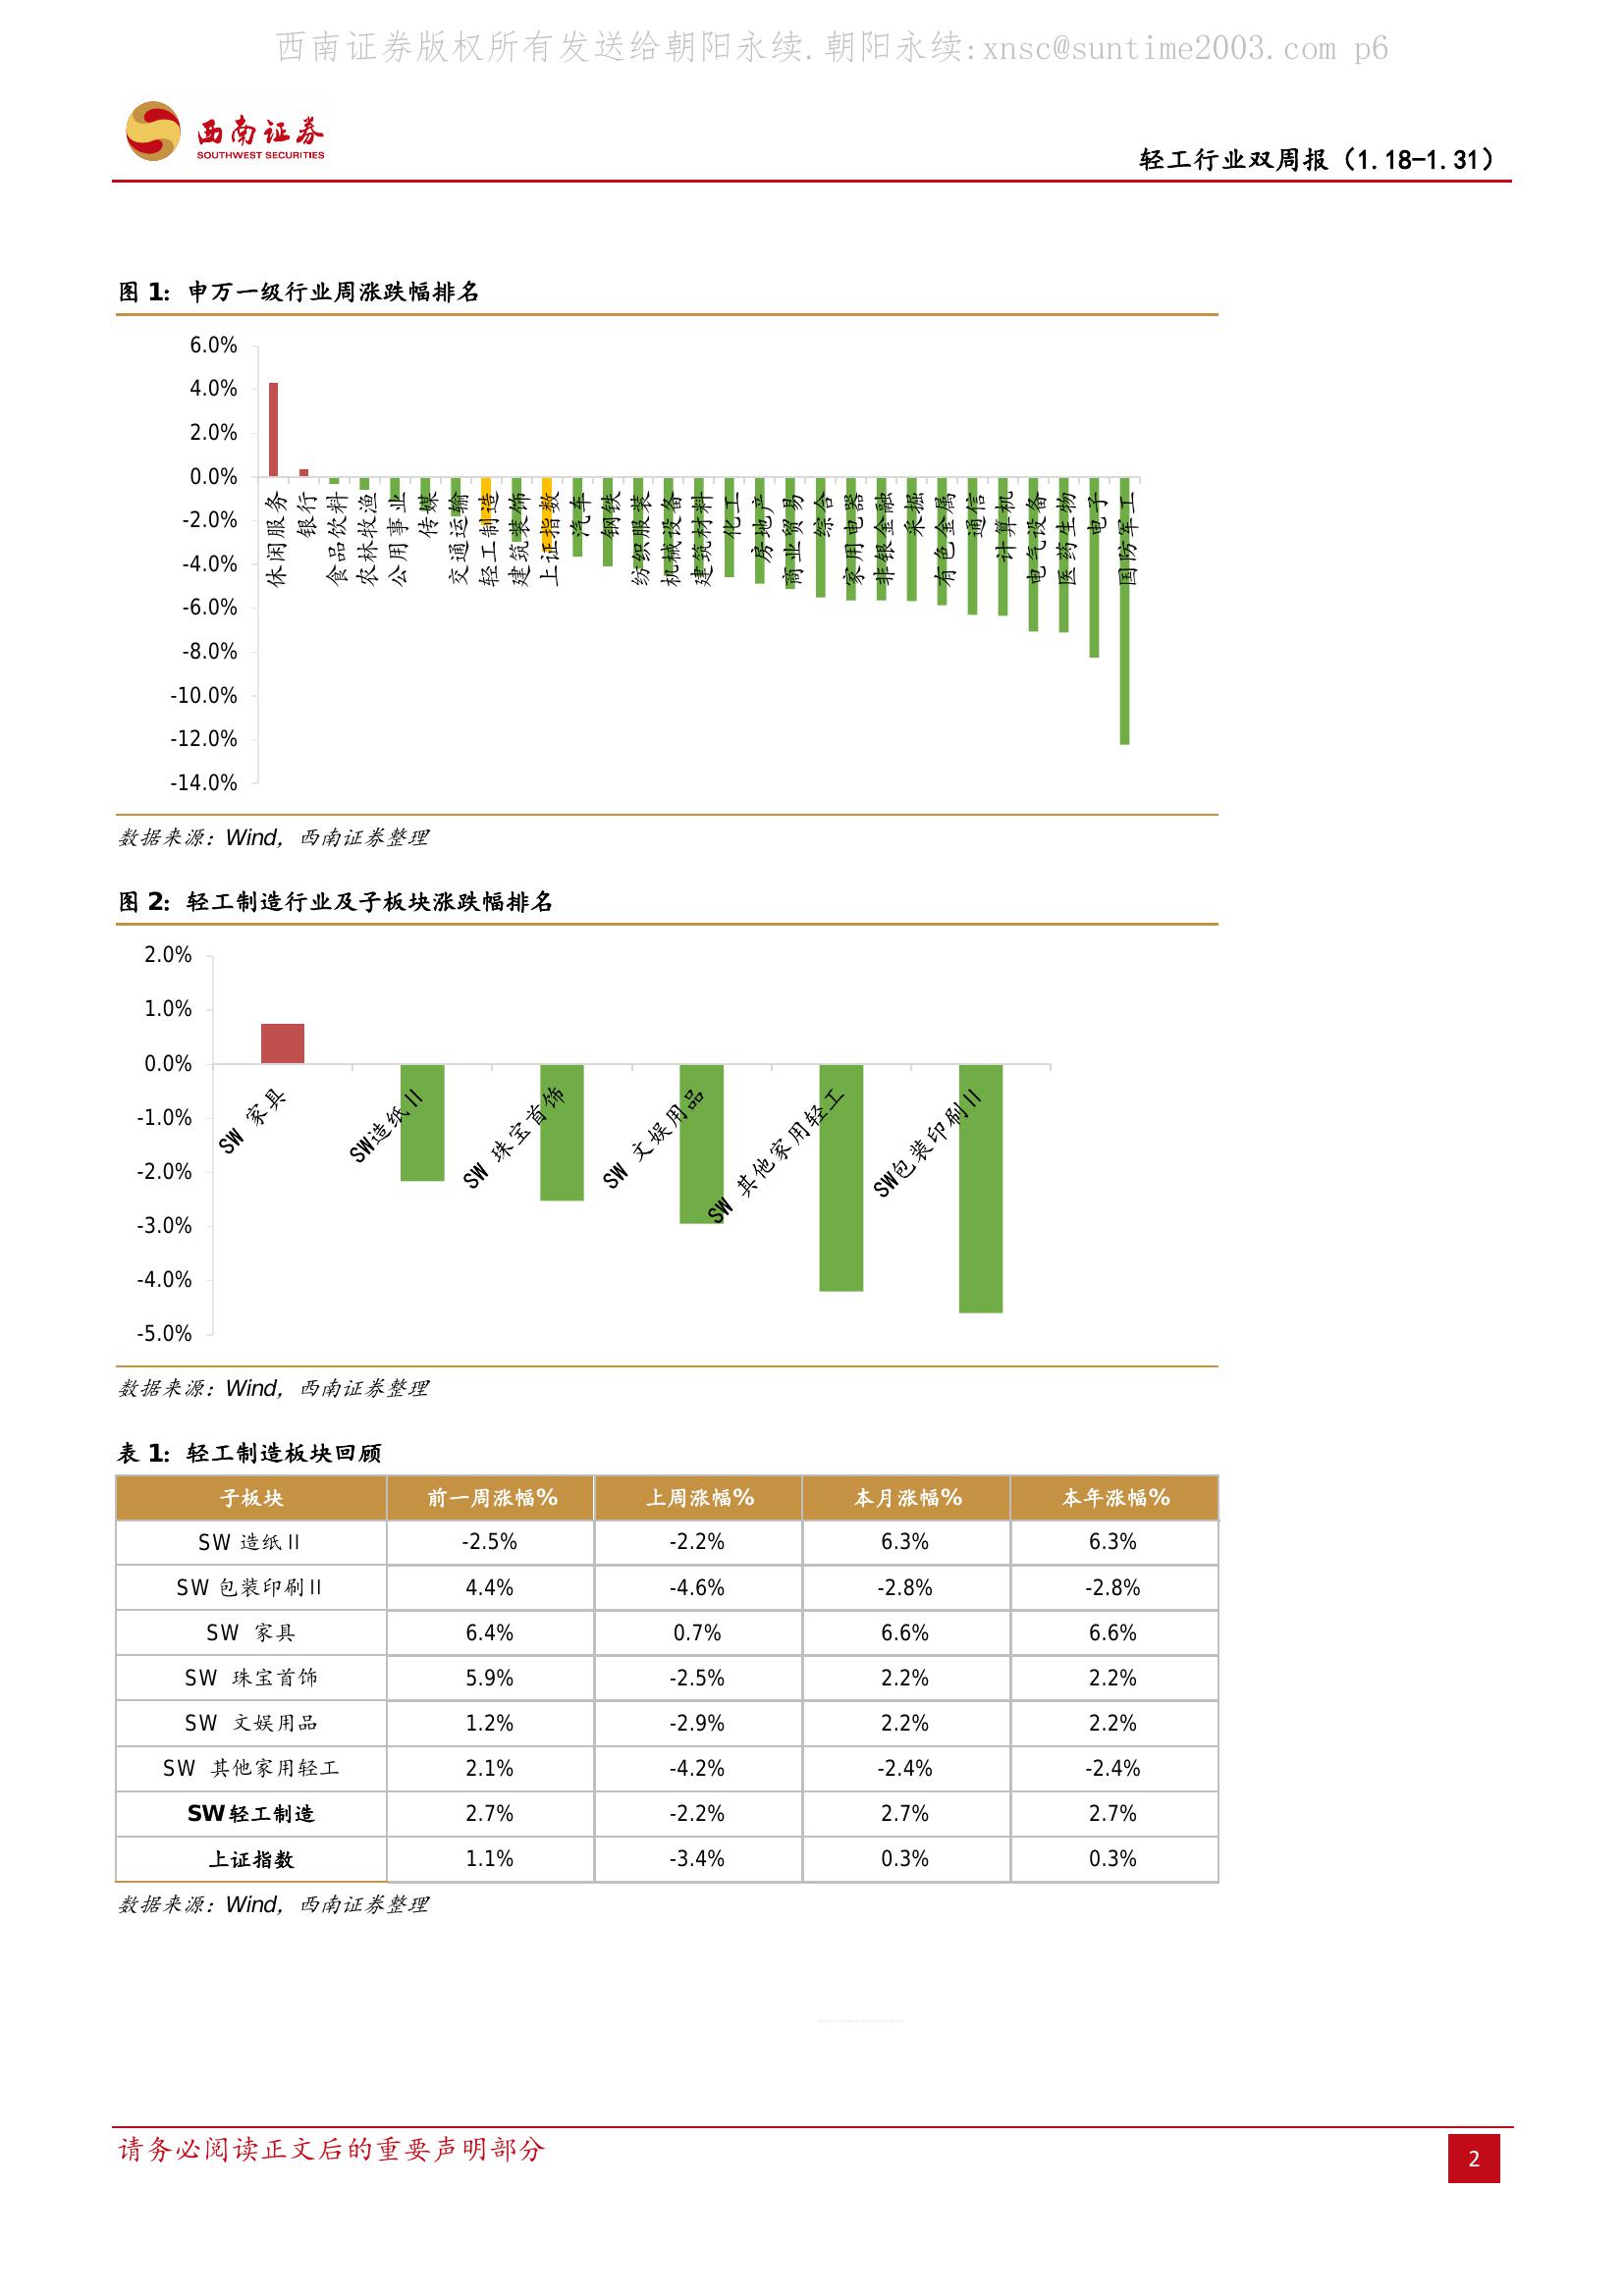 西南证券版权所有发送给朝阳永续.朝阳永续:xnsc@suntime2003.com p6
西南证券
SOUTHWEST SECURITIES
轻工行业双周报（1.18-1.31）
图 1：申万一级行业周涨跌幅排名
6.0%
4.0%
2.0%
0.0%
-2.0%
-4.0%
-6.0%
-8.0%
-10.0%
-12.0%
-14.0%
休闲服务
银行
食品饮料
农林牧渔
公用事业
传媒
交通运输
轻工制造
建筑装饰
上证指数
汽车
钢铁
纺织服装
机械设备
建筑材料
化工
房地产
商业贸易
综合
家用电器
非银金融
采掘
有色金属
通信
计算机
电气设备
医药生物
电子
国防军工
数据来源：Wind，西南证券整理
图 2：轻工制造行业及子板块涨跌幅排名
2.0%
1.0%
0.0%
-1.0%
-2.0%
-3.0%
-4.0%
-5.0%
SW 家具
SW造纸Ⅱ
SW 珠宝首饰
SW 文娱用品
SW 其他家用轻工
SW包装印刷Ⅱ
数据来源：Wind，西南证券整理
表 1：轻工制造板块回顾
子板块 前一周涨幅% 上周涨幅% 本月涨幅% 本年涨幅%
SW 造纸Ⅱ -2.5% -2.2% 6.3% 6.3%
SW 包装印刷Ⅱ 4.4% -4.6% -2.8% -2.8%
SW 家具 6.4% 0.7% 6.6% 6.6%
SW 珠宝首饰 5.9% -2.5% 2.2% 2.2%
SW 文娱用品 1.2% -2.9% 2.2% 2.2%
SW 其他家用轻工 2.1% -4.2% -2.4% -2.4%
SW轻工制造 2.7% -2.2% 2.7% 2.7%
上证指数 1.1% -3.4% 0.3% 0.3%
数据来源：Wind，西南证券整理
请务必阅读正文后的重要声明部分
2